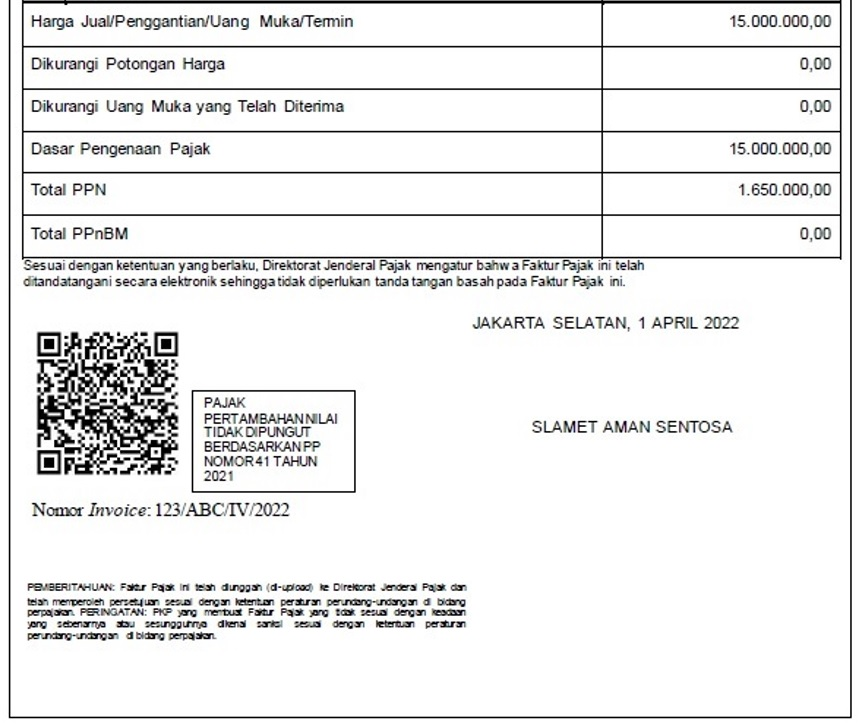 Harga Jual/Penggantian/Uang Muka/Termin 15.000.000,00
Dikurangi Potongan Harga 0,00
Dikurangi Uang Muka yang Telah Diterima 0,00
Dasar Pengenaan Pajak 15.000.000,00
Total PPN 1.650.000,00
Total PPnBM 0,00
Sesuai dengan ketentuan yang berlaku, Direktorat Jenderal Pajak mengatur bahwa Faktur Pajak ini telah
ditandatangani secara elektronik sehingga tidak diperlukan tanda tangan basah pada Faktur Pajak ini.
JAKARTA SELATAN, 1 APRIL 2022
PAJAK
PERTAMBAHAN NILAI
TIDAK DIPUNGUT
BERDASARKAN PP
NOMOR 41 TAHUN
2021
SLAMET AMAN SENTOSA
Nomor Invoice: 123/ABC/IV/2022
PEMBERITAHUAN: Faktur Pajak ini telah diunggah (di-upload) ke Direktorat Jenderal Pajak dan
telah memperoleh persetujuan sesuai dengan ketentuan peraturan perundang-undangan di bidang
perpajakan. PERINGATAN: PKP yang membuat Faktur Pajak yang tidak sesuai dengan keadaan
yang sebenarnya atau sesungguhnya dikenai sanksi sesuai dengan ketentuan peraturan
perundang-undangan di bidang perpajakan.